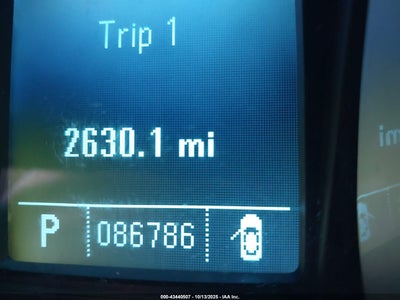 Trip 1
2630.1 mi
P 086786
000-43440507 - 10/13/2025 - IAA Inc.